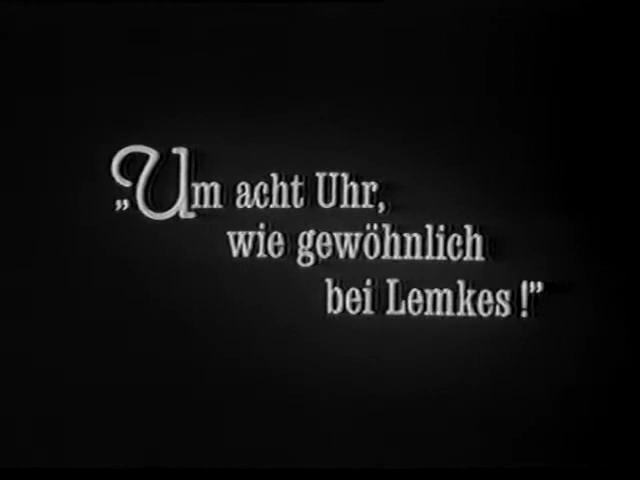 „Um acht Uhr,
wie gewöhnlich
bei Lemkes!”